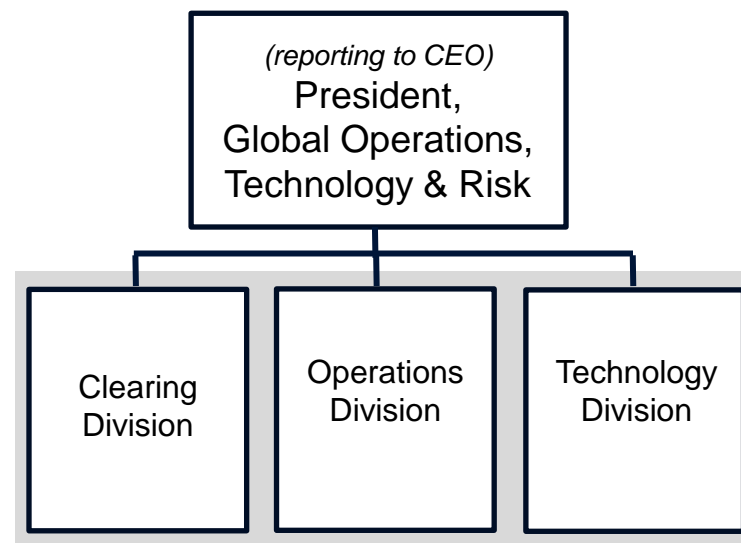 (reporting to CEO)
President,
Global Operations,
Technology & Risk
Clearing
Division
Operations
Division
Technology
Division